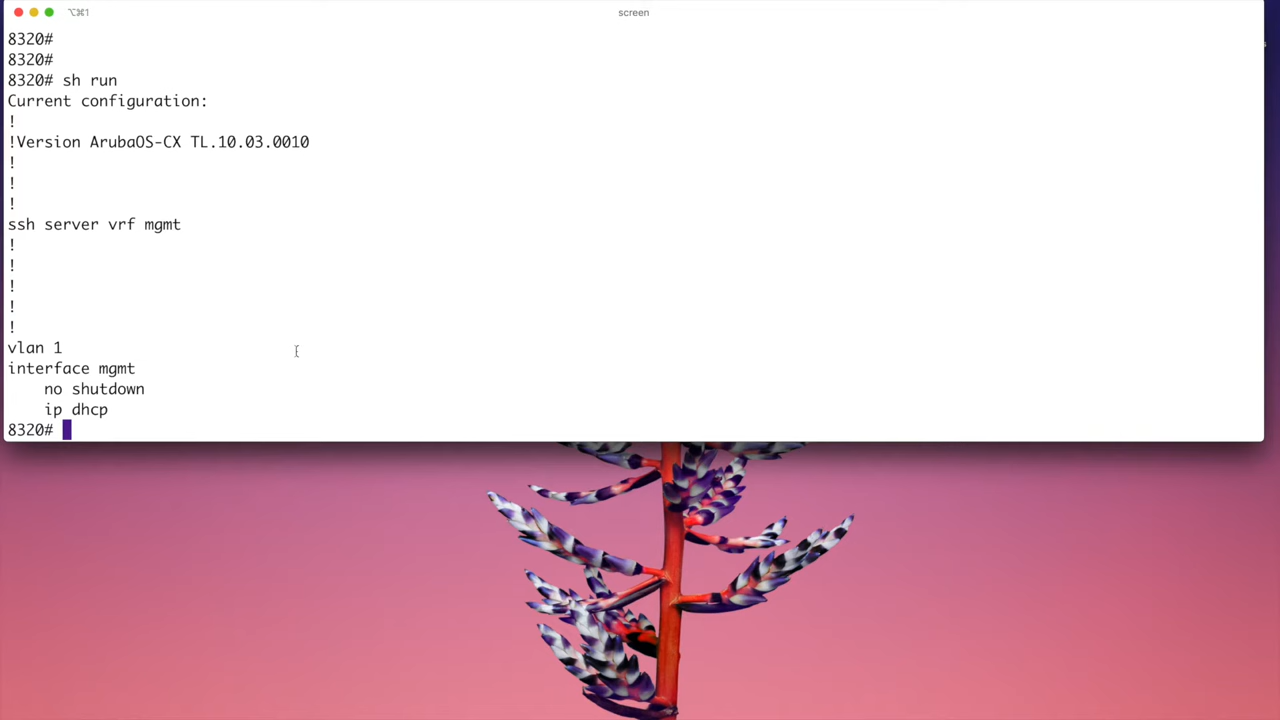 ⌥⌘1
screen
8320#
8320#
8320# sh run
Current configuration:
!
!Version ArubaOS-CX TL.10.03.0010
!
!
!
ssh server vrf mgmt
!
!
!
!
!
vlan 1
interface mgmt
    no shutdown
    ip dhcp
8320#